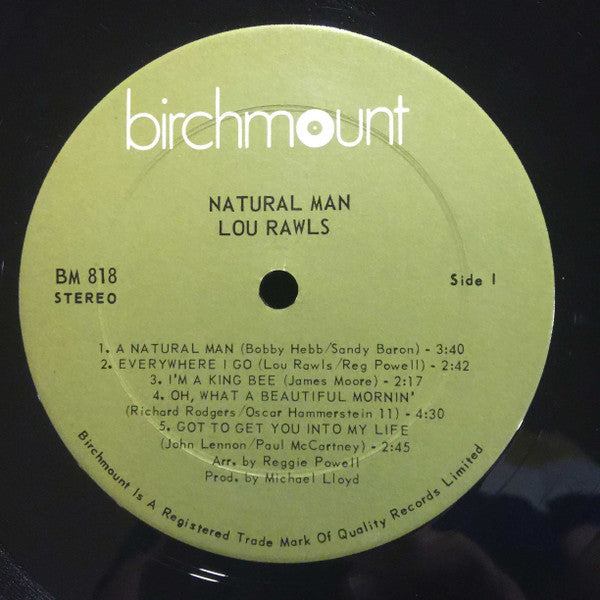 birchmount
NATURAL MAN
LOU RAWLS
BM 818
STEREO
Side 1
1. A NATURAL MAN (Bobby Hebb/Sandy Baron) - 3:40
2. EVERYWHERE I GO (Lou Rawls/Reg Powell) - 2:42
3. I'M A KING BEE (James Moore) - 2:17
4. OH, WHAT A BEAUTIFUL MORNIN'
(Richard Rodgers/Oscar Hammerstein 11) - 4:30
5. GOT TO GET YOU INTO MY LIFE
(John Lennon/Paul McCartney) - 2:45
Arr. by Reggie Powell
Prod. by Michael Lloyd
Birchmount Is A Registered Trade Mark Of Quality Records Limited